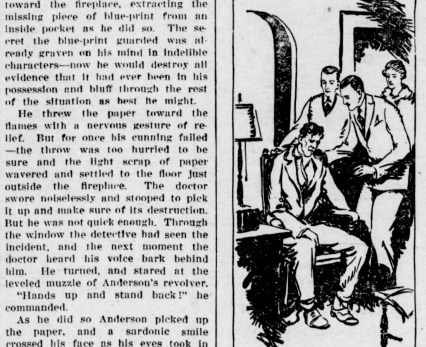 toward the fireplace, extracting the
missing piece of blue-print from an
inside pocket as he did so. The se-
cret the blue-print guarded was al-
ready graven on his mind in indelible
characters—now he would destroy all
evidence that it had ever been in his
possession and bluff through the rest
of the situation as best he might.
He threw the paper toward the
flames with a nervous gesture of re-
lief. But for once his cunning failed
—the throw was too hurried to be
sure and the light scrap of paper
wavered and settled to the floor just
outside the fireplace. The doctor
swore noiselessly and stooped to pick
it up and make sure of its destruction.
But he was not quick enough. Through
the window the detective had seen the
incident, and the next moment the
doctor heard his voice bark behind
him. He turned, and stared at the
leveled muzzle of Anderson's revolver.
"Hands up and stand back!" he
commanded.
As he did so Anderson picked up
the paper, and a sardonic smile
crossed his face as his eyes took in